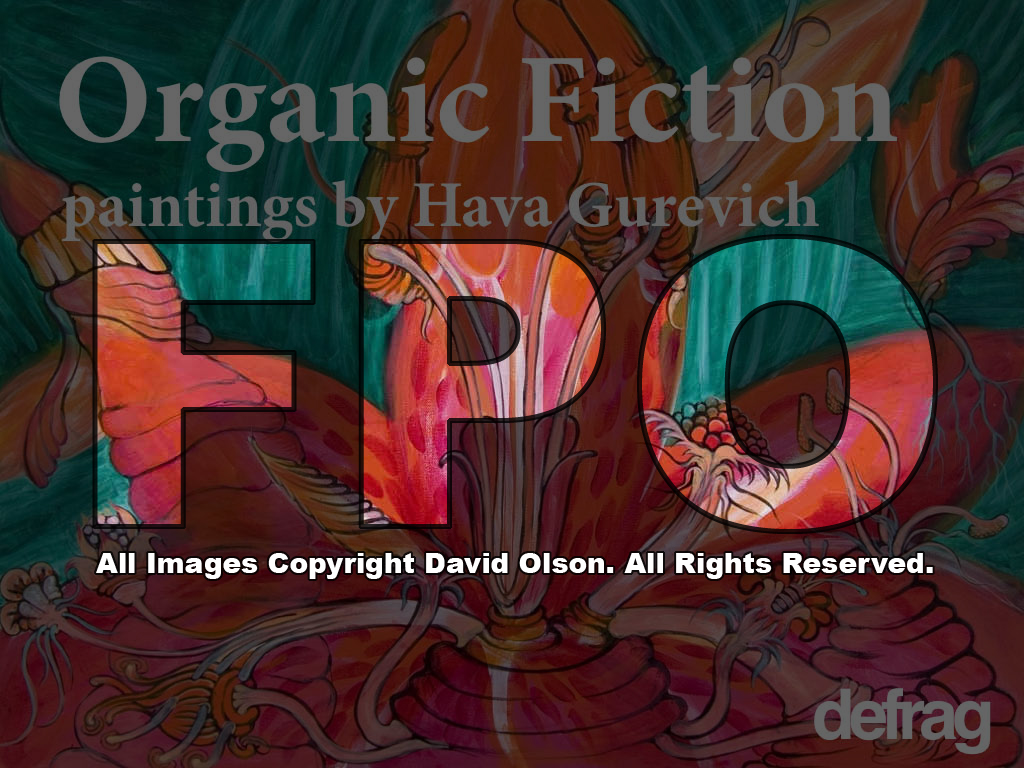 Organic Fiction
paintings by Hava Gurevich
FPO
All Images Copyright David Olson. All Rights Reserved.
defrag